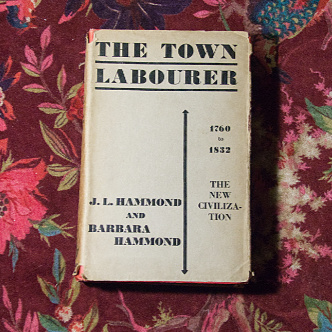 THE TOWN
LABOURER
1760
to
1832
J. L. HAMMOND
AND
BARBARA
HAMMOND
THE
NEW
CIVILIZA-
TION